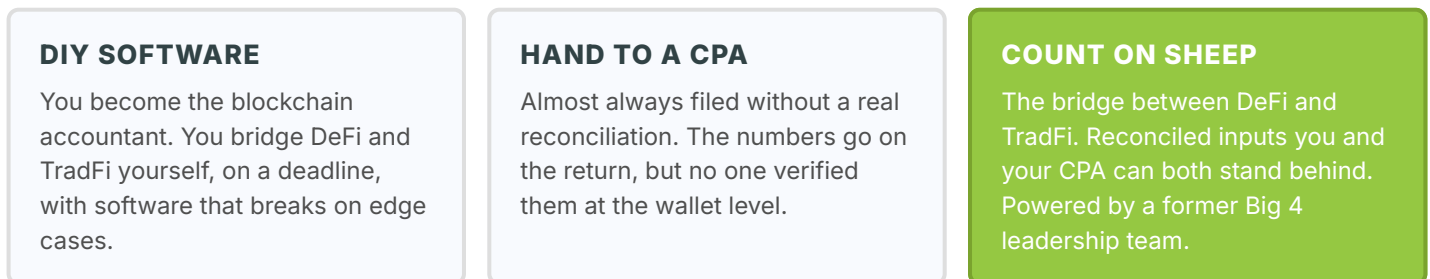 DIY SOFTWARE
You become the blockchain
accountant. You bridge DeFi and
TradFi yourself, on a deadline,
with software that breaks on edge
cases.
HAND TO A CPA
Almost always filed without a real
reconciliation. The numbers go on
the return, but no one verified
them at the wallet level.
COUNT ON SHEEP
The bridge between DeFi and
TradFi. Reconciled inputs you and
your CPA can both stand behind.
Powered by a former Big 4
leadership team.